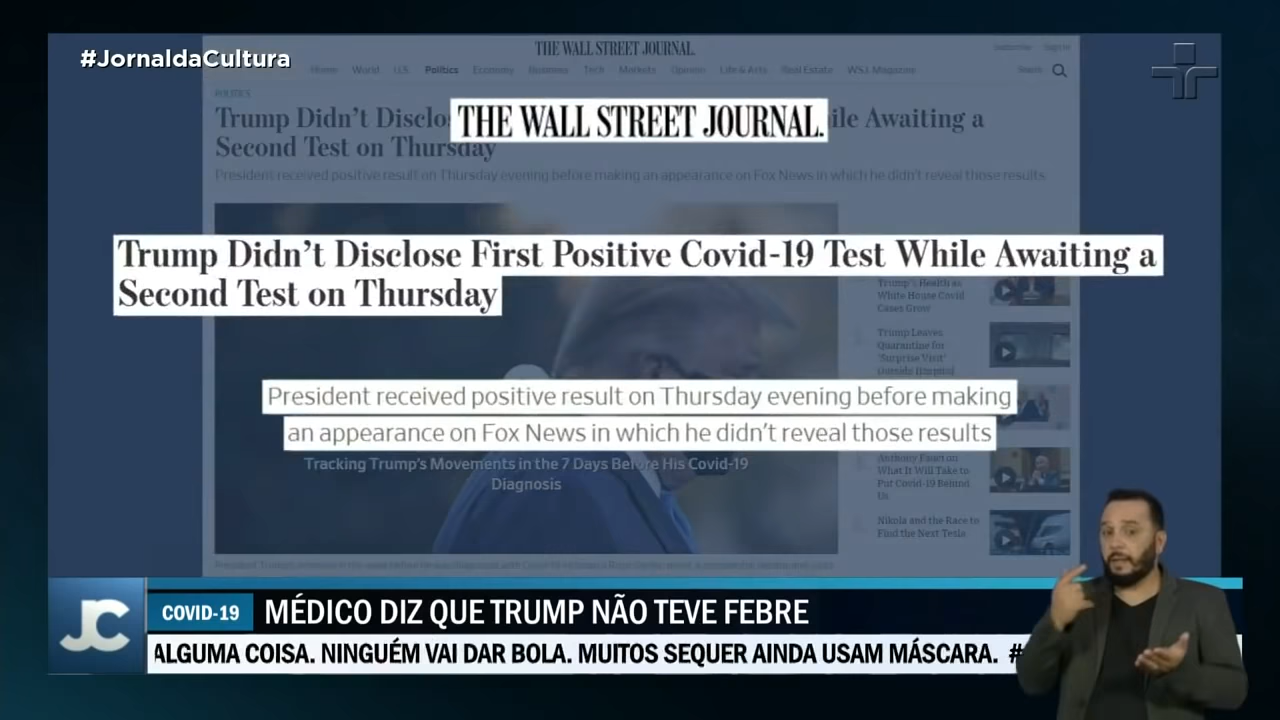 #JornaldaCultura
THE WALL STREET JOURNAL.
Home World U.S. Politics Economy Business Tech Markets Opinion Life & Arts Real Estate WSJ. Magazine Search
POLITICS
Trump Didn't Disclo
ile Awaiting a
Second Test on Thursday
President received positive result on Thursday evening before making an appearance on Fox News in which he didn't reveal those results
THE WALL STREET JOURNAL.
Trump Didn't Disclose First Positive Covid-19 Test While Awaiting a
Second Test on Thursday
President received positive result on Thursday evening before making
an appearance on Fox News in which he didn't reveal those results
Tracking Trump's Movements in the 7 Days Before His Covid-19
Diagnosis
Trump's Health as
White House Covid
Cases Grow
Trump Leaves
Quarantine for
'Surprise Visit'
Outside Hospital
What It Will Take to
Put Covid-19 Behind
Us
Nikola and the Race to
Find the Next Tesla
JC
COVID-19
MÉDICO DIZ QUE TRUMP NÃO TEVE FEBRE
ALGUMA COISA. NINGUÉM VAI DAR BOLA. MUITOS SEQUER AINDA USAM MÁSCARA. #